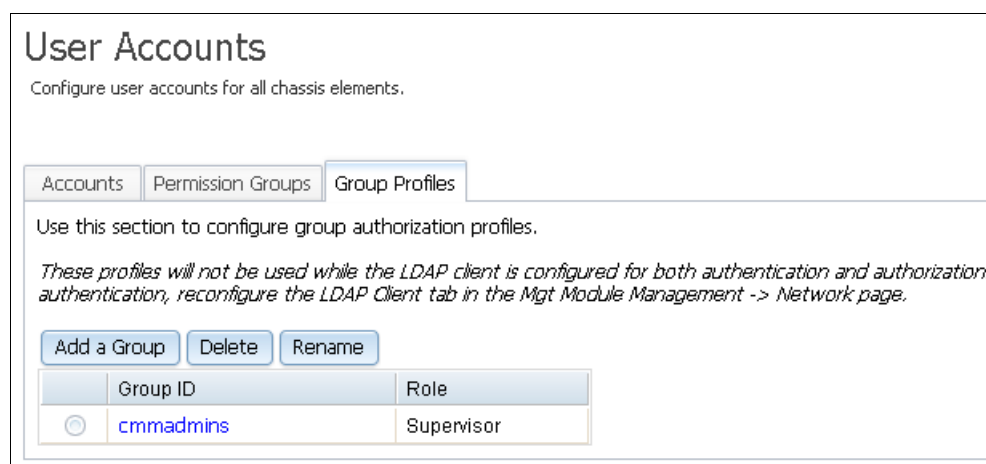 User Accounts
Configure user accounts for all chassis elements.
Accounts Permission Groups Group Profiles
Use this section to configure group authorization profiles.
These profiles will not be used while the LDAP client is configured for both authentication and authorization
authentication, reconfigure the LDAP Client tab in the Mgt Module Management -> Network page.
Add a Group Delete Rename
Group ID Role
cmmadmins Supervisor